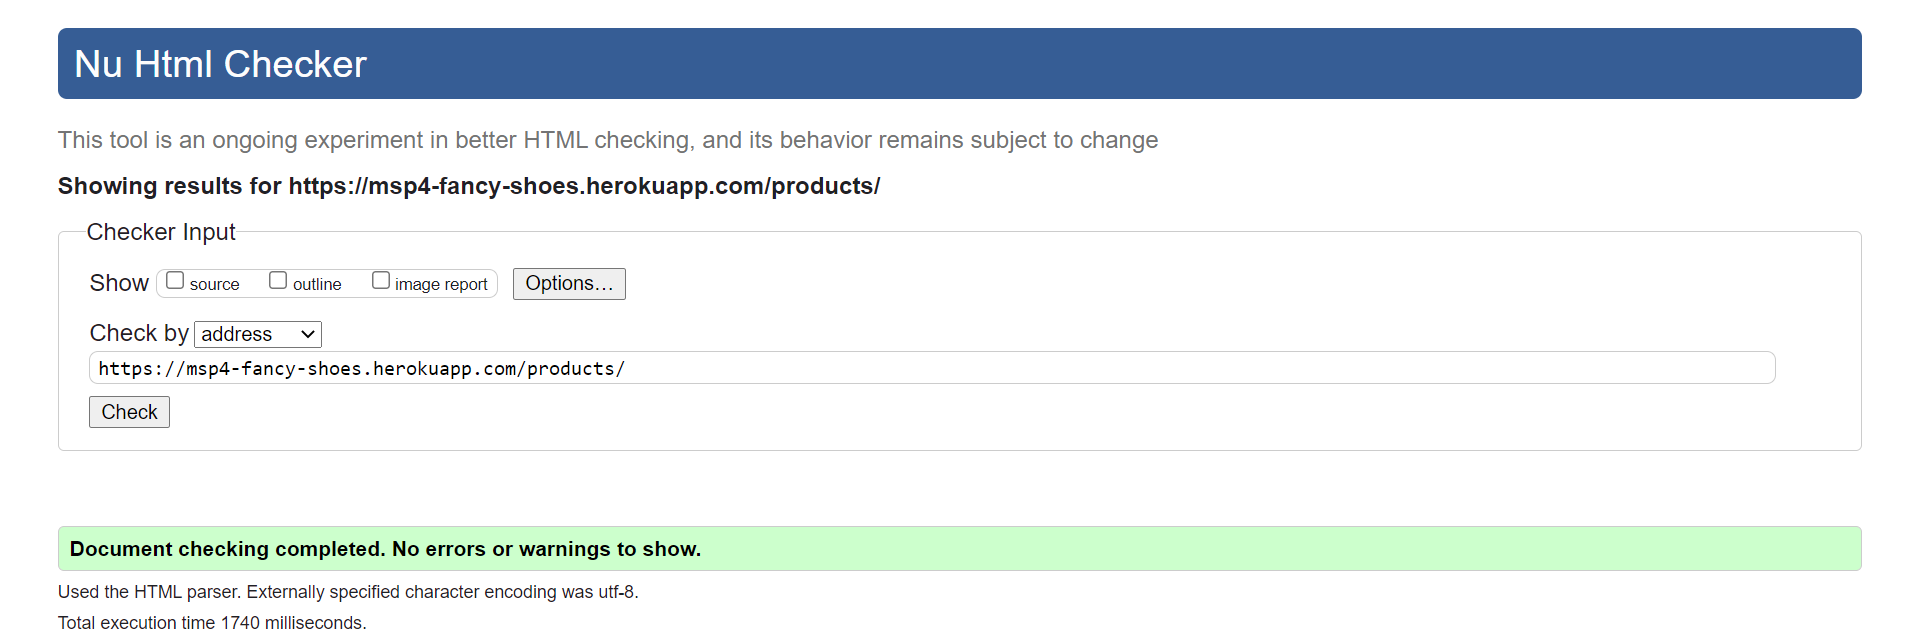 Nu Html Checker
This tool is an ongoing experiment in better HTML checking, and its behavior remains subject to change
Showing results for https://msp4-fancy-shoes.herokuapp.com/products/
Checker Input
Show source outline image report Options...
Check by address
https://msp4-fancy-shoes.herokuapp.com/products/
Check
Document checking completed. No errors or warnings to show.
Used the HTML parser. Externally specified character encoding was utf-8.
Total execution time 1740 milliseconds.